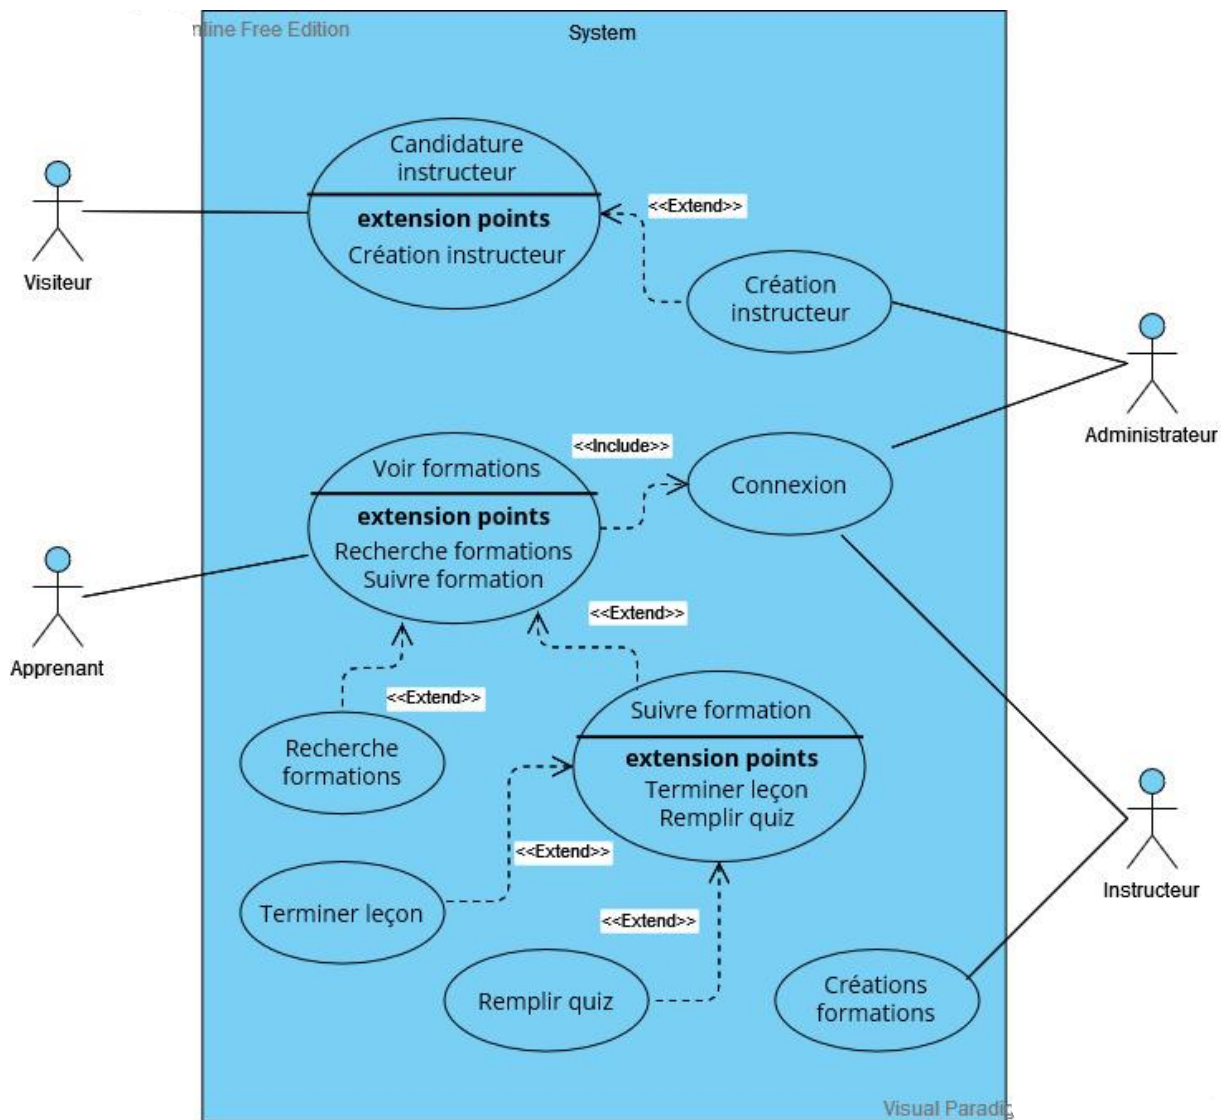 Free Edition
System
Candidature
instructeur
extension points
Création instructeur
<<Extend>>
Visiteur
Création
instructeur
Administrateur
<<Include>>
Voir formations
extension points
Recherche formations
Suivre formation
Connexion
Apprenant
<<Extend>>
<<Extend>>
Recherche
formations
Suivre formation
extension points
Terminer leçon
Remplir quiz
<<Extend>>
Terminer leçon
<<Extend>>
Instructeur
Remplir quiz
Créations
formations
Visual